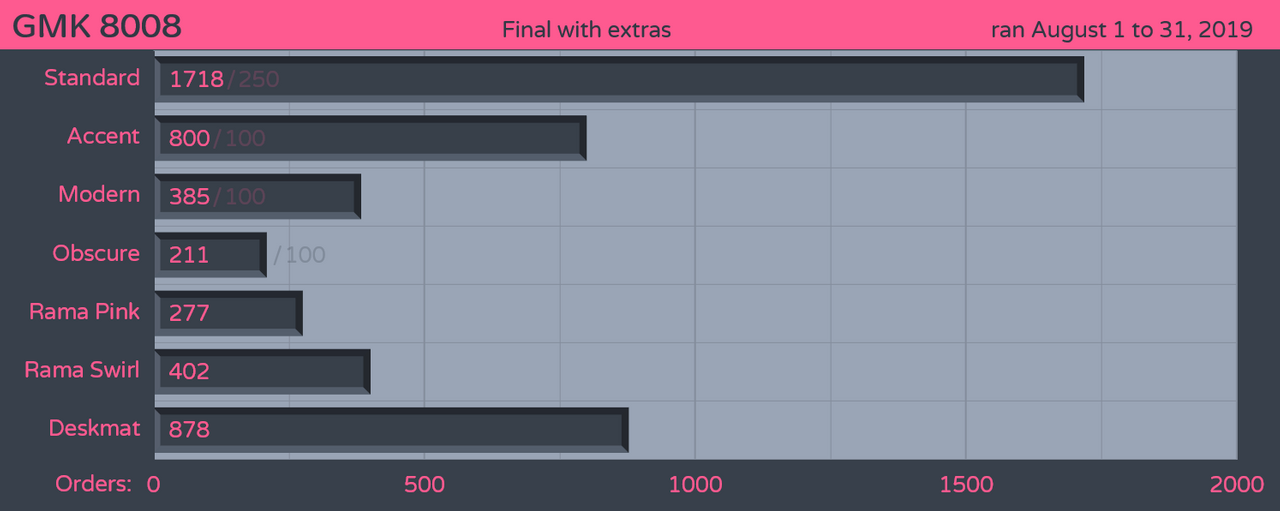 GMK 8008 Final with extras ran August 1 to 31, 2019
Standard 1718 / 250
Accent 800 / 100
Modern 385 / 100
Obscure 211 / 100
Rama Pink 277
Rama Swirl 402
Deskmat 878
Orders: 0 500 1000 1500 2000